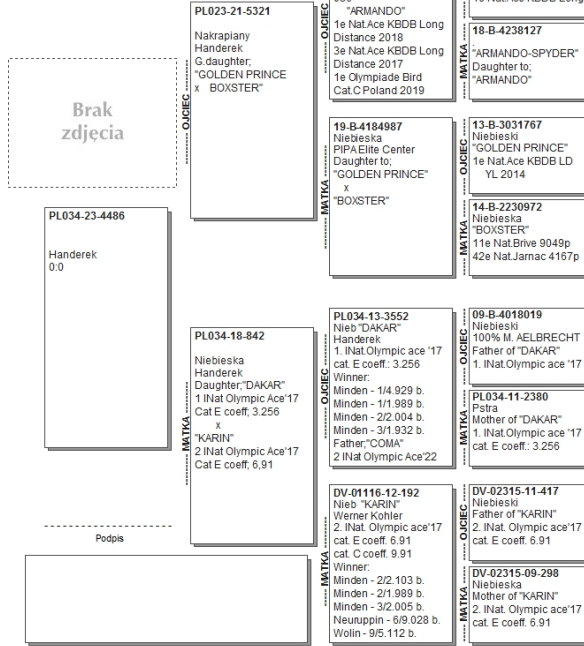 Brak
zdjęcia
PL034-23-4486
Handerek
0:0
Podpis
OJCIEC
PL023-21-5321
Nakrapiany
Handerek
G.daughter;
"GOLDEN PRINCE
x BOXSTER"
MATKA
PL034-18-842
Niebieska
Handerek
Daughter;"DAKAR"
1 INat Olympic Ace'17
Cat E coeff; 3.256
x
"KARIN"
2 INat Olympic Ace'17
Cat E coeff; 6,91
OJCIEC
"ARMANDO"
1e Nat.Ace KBDB Long
Distance 2018
3e Nat.Ace KBDB Long
Distance 2017
1e Olympiade Bird
Cat.C Poland 2019
MATKA
19-B-4184987
Niebieska
PIPA Elite Center
Daughter to;
"GOLDEN PRINCE"
x
"BOXSTER"
OJCIEC
PL034-13-3552
Nieb "DAKAR"
Handerek
1. INat.Olympic ace '17
cat. E coeff.: 3.256
Winner:
Minden - 1/4.929 b.
Minden - 1/1.989 b.
Minden - 2/2.004 b.
Minden - 3/1.932 b.
Father;"COMA"
2 INat Olympic Ace'22
MATKA
DV-01116-12-192
Nieb "KARIN"
Werner Kohler
2. INat. Olympic ace'17
cat. E coeff. 6.91
cat. C coeff. 9.91
Winner:
Minden - 2/2.103 b.
Minden - 2/1.989 b.
Minden - 3/2.005 b.
Neuruppin - 6/9.028 b.
Wolin - 9/5.112 b.
MATKA
18-B-4238127
.
"ARMANDO-SPYDER"
Daughter to;
"ARMANDO"
OJCIEC
13-B-3031767
Niebieski
"GOLDEN PRINCE"
1e Nat.Ace KBDB LD
YL 2014
MATKA
14-B-2230972
Niebieska
"BOXSTER"
11e Nat.Brive 9049p
42e Nat.Jarnac 4167p
OJCIEC
09-B-4018019
Niebieski
100% M. AELBRECHT
Father of "DAKAR"
1. INat.Olympic ace '17
MATKA
PL034-11-2380
Pstra
Mother of "DAKAR"
1. INat.Olympic ace '17
cat. E coeff.: 3.256
OJCIEC
DV-02315-11-417
Niebieski
Father of "KARIN"
2. INat. Olympic ace'17
cat. E coeff. 6.91
MATKA
DV-02315-09-298
Niebieska
Mother of "KARIN"
2. INat. Olympic ace'17
cat. E coeff. 6.91